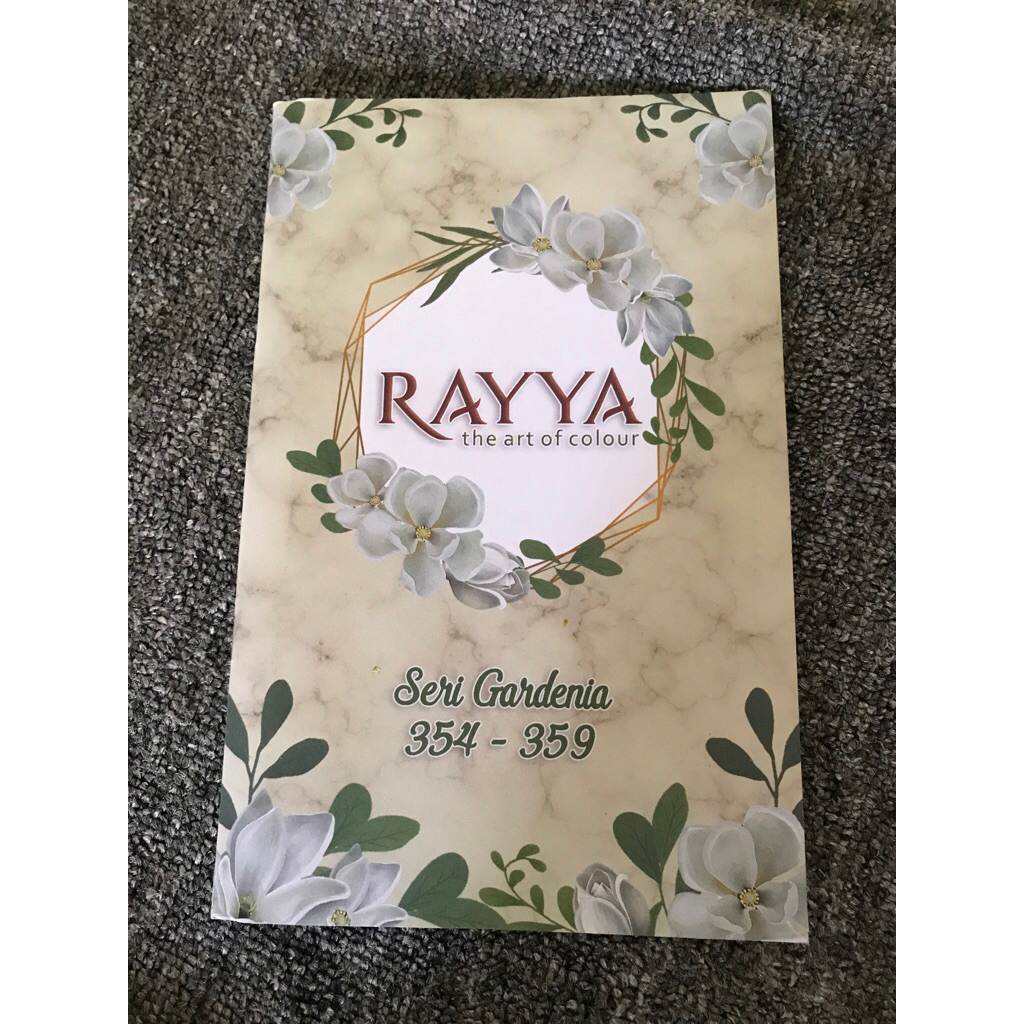 RAYYA
the art of colour
Seri Gardenia
354 - 359